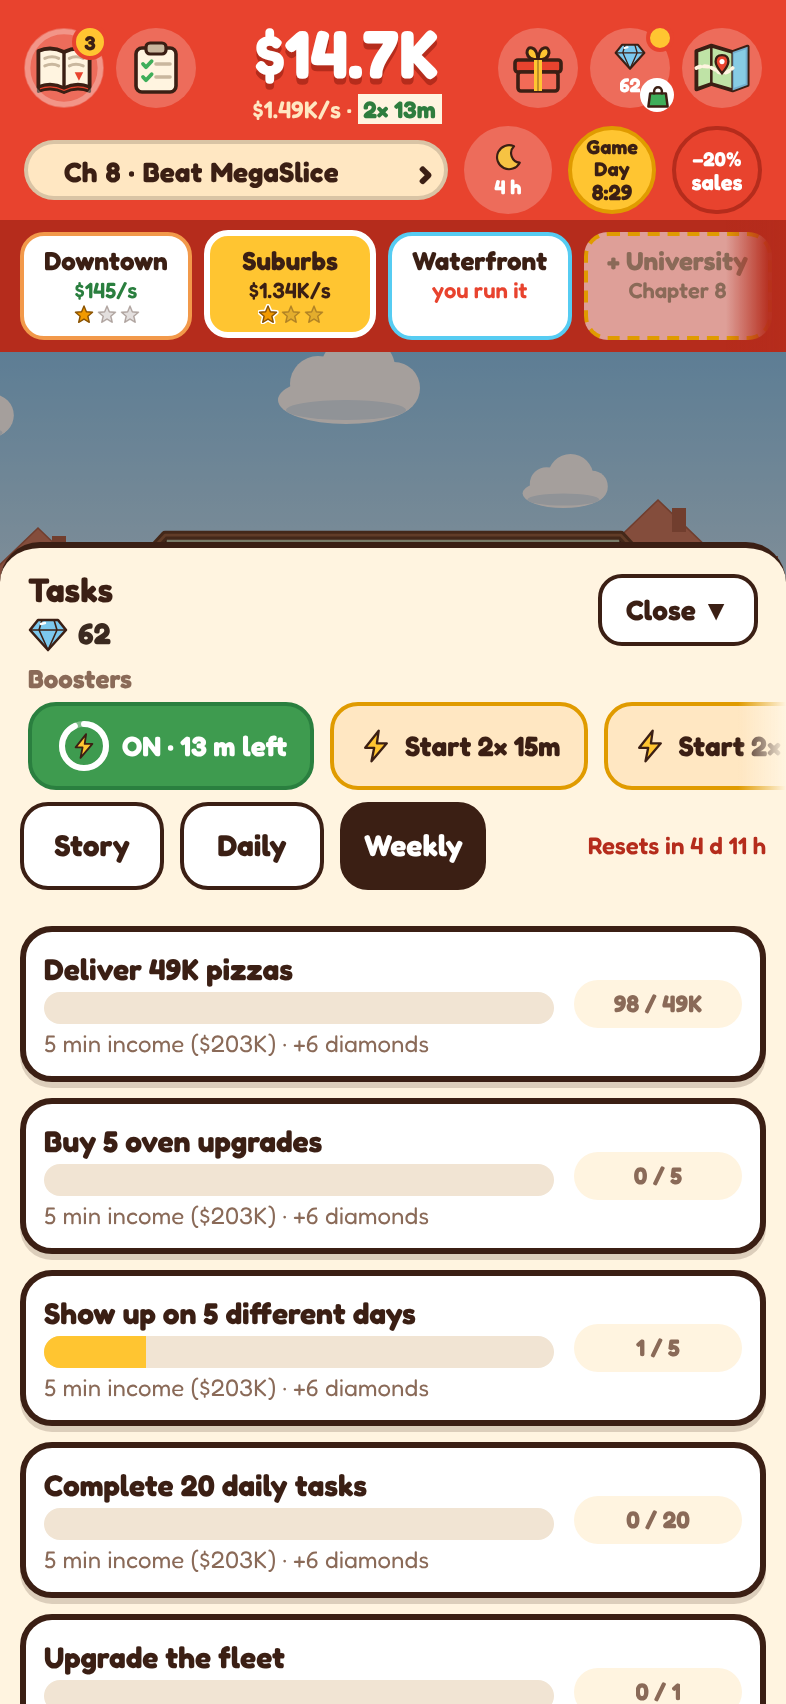 3
$14.7K
$1.49K/s · 2x 13m
62
Ch 8 · Beat MegaSlice ›
4 h
Game
Day
8:29
−20%
sales
Downtown
$145/s
Suburbs
$1.34K/s
Waterfront
you run it
+ University
Chapter 8
Tasks
62
Close ▼
Boosters
ON · 13 m left
Start 2x 15m
Start 2x
Story
Daily
Weekly
Resets in 4 d 11 h
Deliver 49K pizzas
98 / 49K
5 min income ($203K) · +6 diamonds
Buy 5 oven upgrades
0 / 5
5 min income ($203K) · +6 diamonds
Show up on 5 different days
1 / 5
5 min income ($203K) · +6 diamonds
Complete 20 daily tasks
0 / 20
5 min income ($203K) · +6 diamonds
Upgrade the fleet
0 / 1